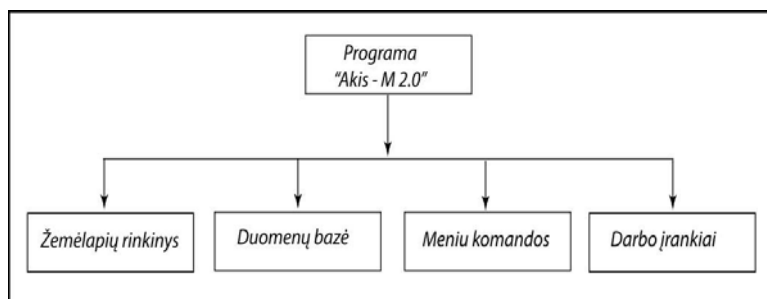 Programa
"Akis - M 2.0"
Žemėlapių rinkinys
Duomenų bazė
Meniu komandos
Darbo įrankiai